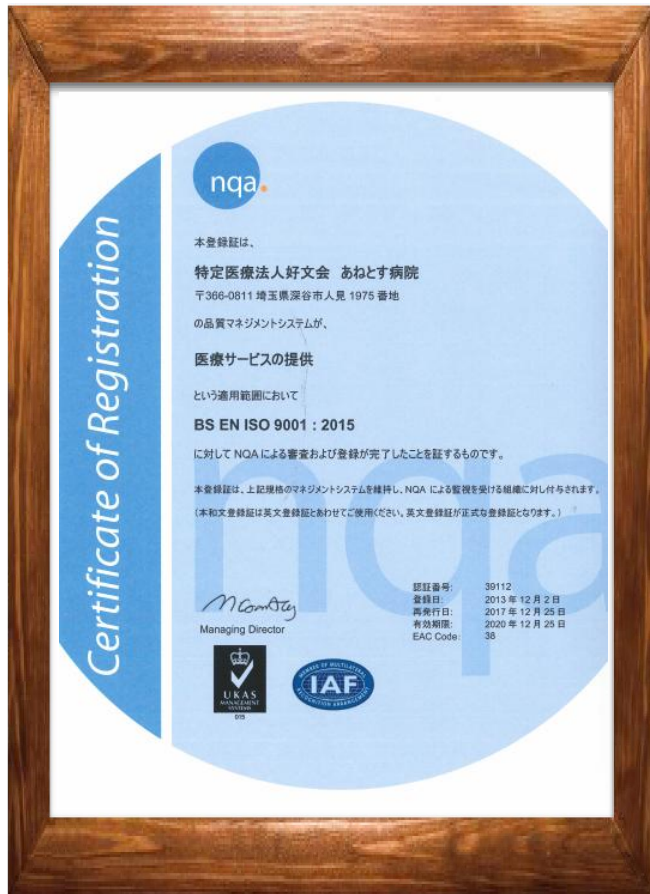 Certificate of Registration
nqa.
本登録証は、
特定医療法人好文会 あねとす病院
〒366-0811 埼玉県深谷市人見 1975 番地
の品質マネジメントシステムが、
医療サービスの提供
という適用範囲において
BS EN ISO 9001 : 2015
に対して NQA による審査および登録が完了したことを証するものです。
本登録証は、上記規格のマネジメントシステムを維持し、NQA による監視を受ける組織に対し付与されます。
(本和文登録証は英文登録証とあわせてご使用ください。英文登録証が正式な登録証となります。)
認証番号: 39112
登録日: 2013 年 12 月 2 日
再発行日: 2017 年 12 月 25 日
有効期限: 2020 年 12 月 25 日
EAC Code: 38
Managing Director
UKAS
MANAGEMENT
SYSTEMS
015
MEMBER OF MULTILATERAL
IAF
RECOGNITION ARRANGEMENT
nqa